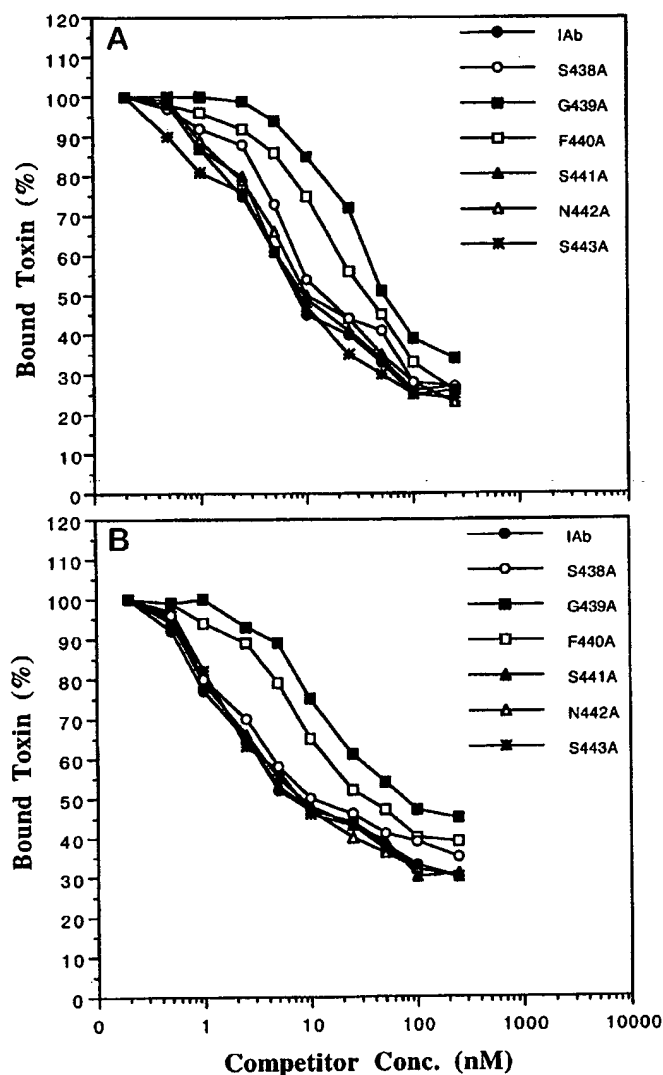 A
Bound Toxin (%)
120
110
100
90
80
70
60
50
40
30
20
10
0
IAb
S438A
G439A
F440A
S441A
N442A
S443A
B
Bound Toxin (%)
120
110
100
90
80
70
60
50
40
30
20
10
0
IAb
S438A
G439A
F440A
S441A
N442A
S443A
0 1 10 100 1000 10000
Competitor Conc. (nM)